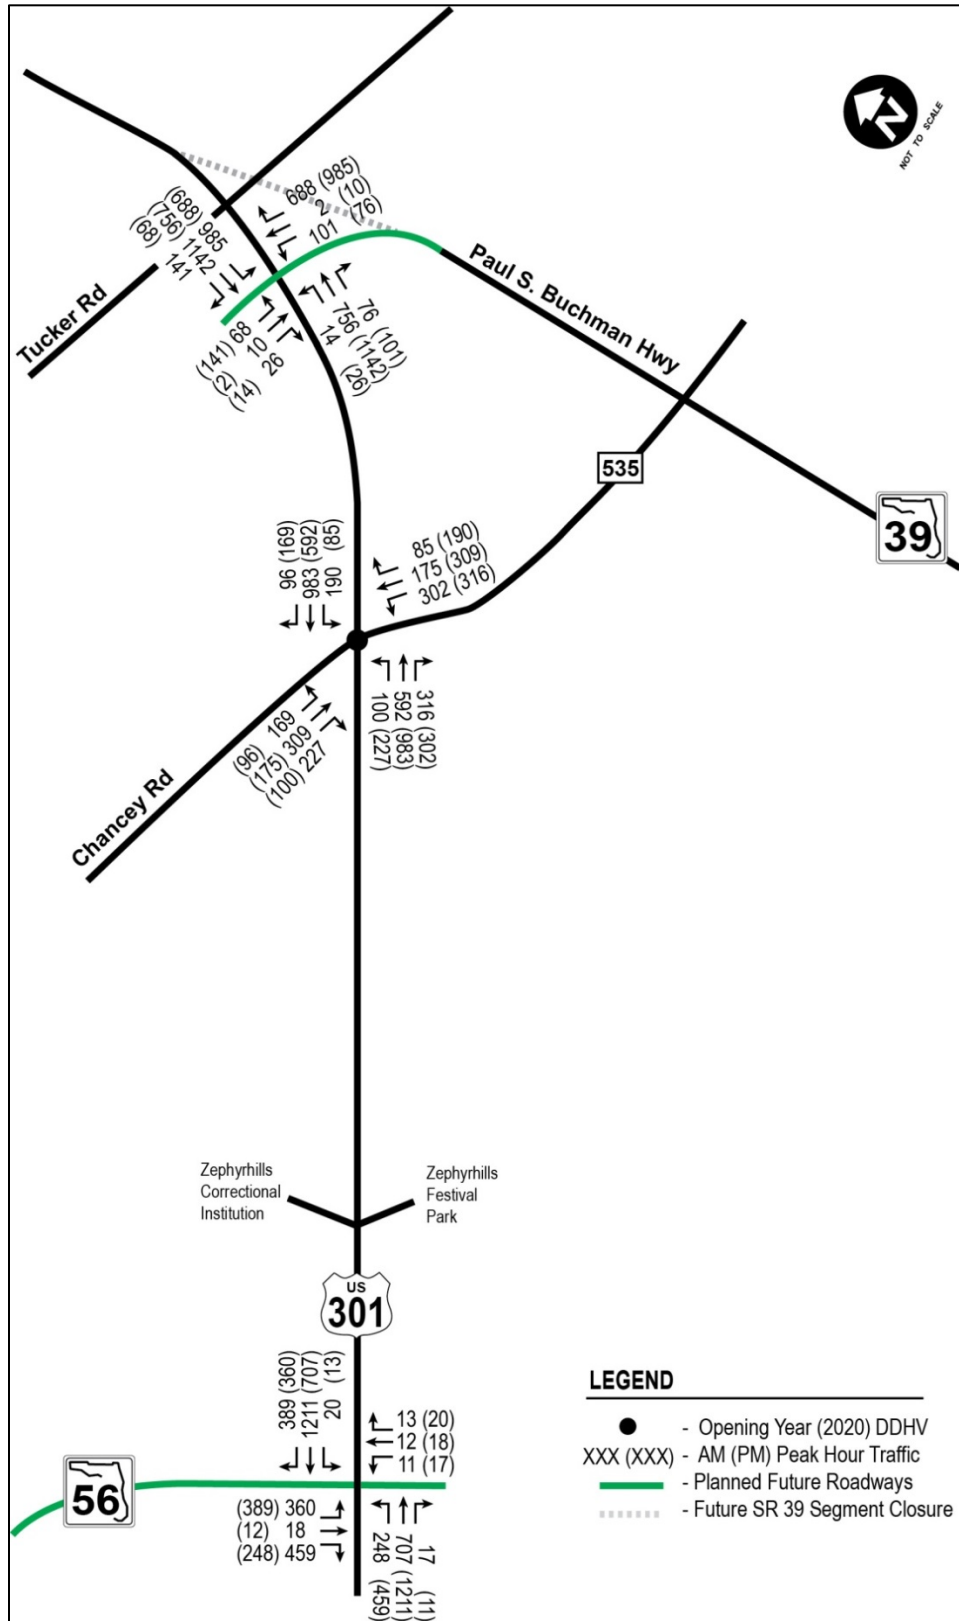 N
NOT TO SCALE
688 (985)
2 (10)
101 (76)
(688) 985
(756) 1142
(68) 141
Tucker Rd
Paul S. Buchman Hwy
(141) 68
(2) 10
(14) 26
76 (101)
756 (1142)
14 (26)
535
39
96 (169)
983 (592)
190 (85)
85 (190)
175 (309)
302 (316)
(96) 169
(175) 309
(100) 227
316 (302)
592 (983)
100 (227)
Chancey Rd
Zephyrhills
Correctional
Institution
Zephyrhills
Festival
Park
US
301
389 (360)
1211 (707)
20 (13)
13 (20)
12 (18)
11 (17)
56
(389) 360
(12) 18
(248) 459
17 (11)
707 (1211)
248 (459)
LEGEND
- Opening Year (2020) DDHV
XXX (XXX) - AM (PM) Peak Hour Traffic
- Planned Future Roadways
- Future SR 39 Segment Closure